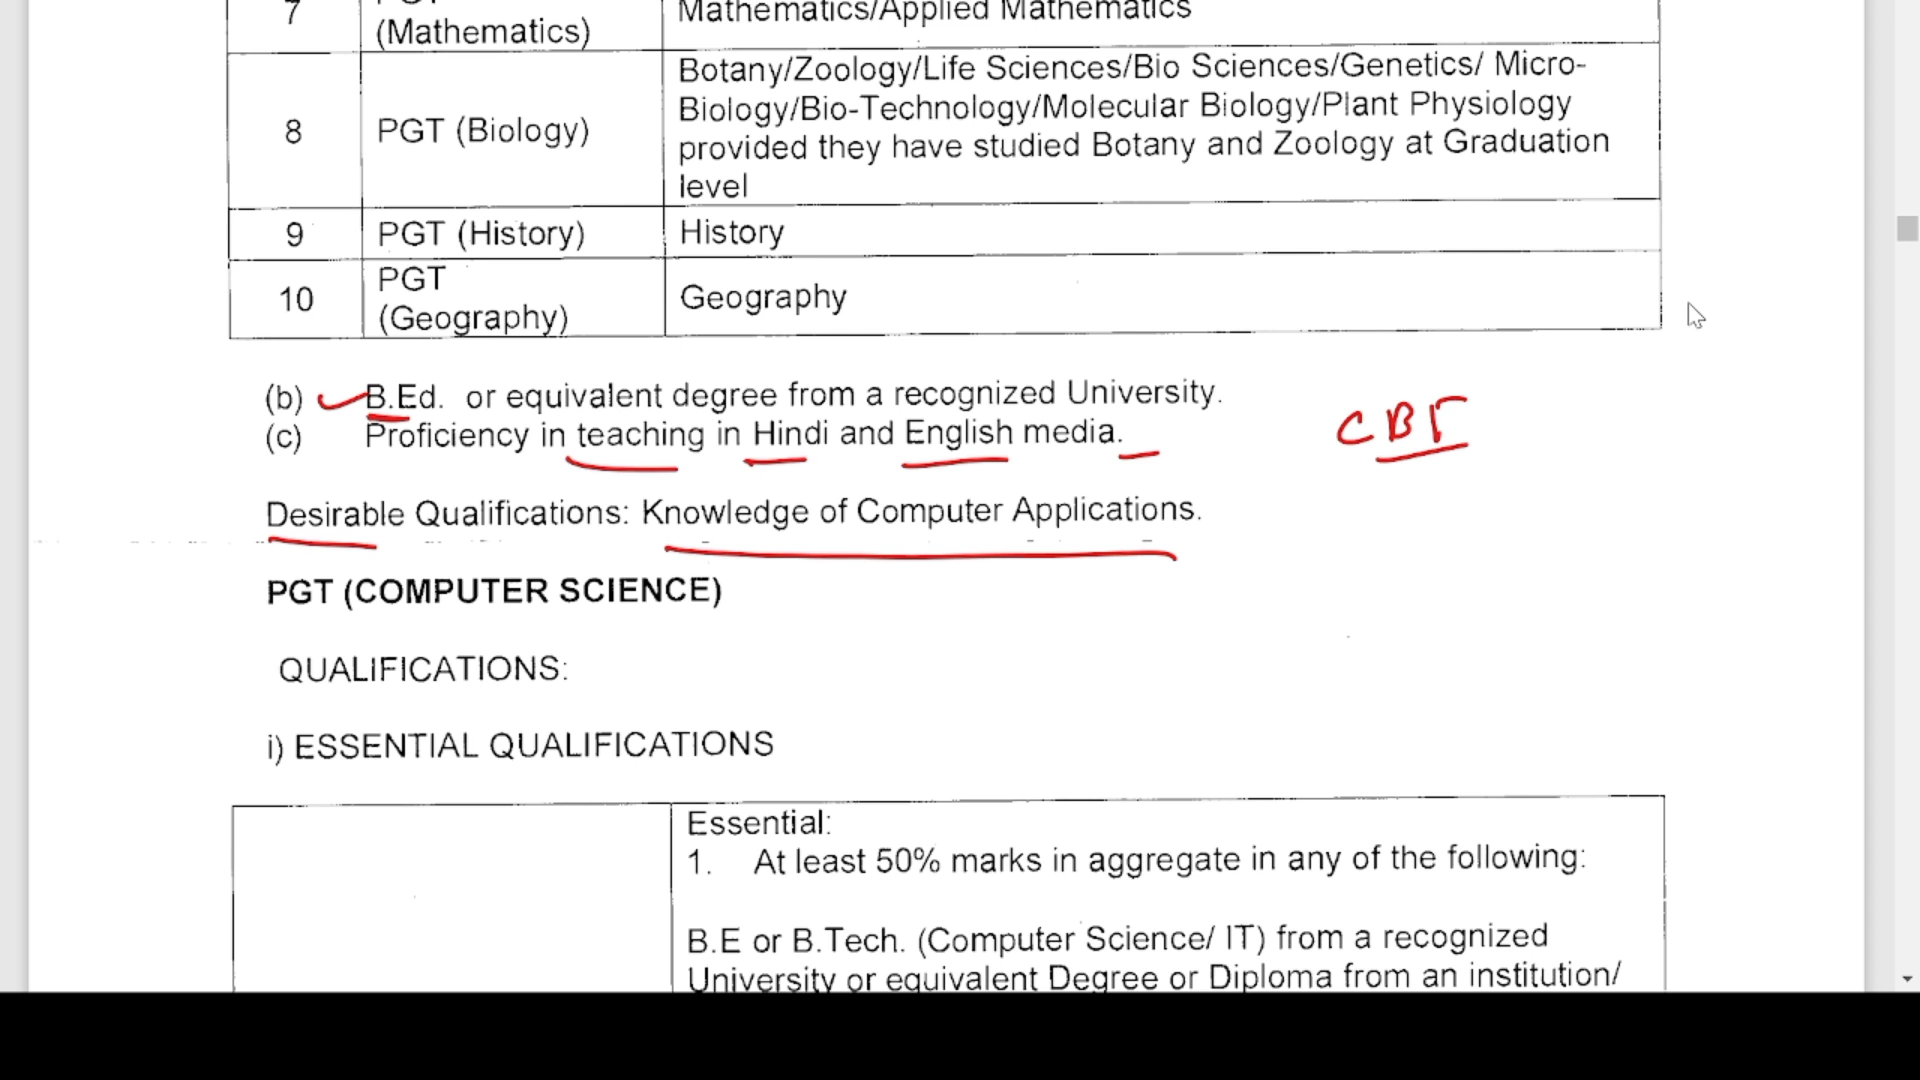 7
(Mathematics)
Mathematics/Applied Mathematics
8
PGT (Biology)
Botany/Zoology/Life Sciences/Bio Sciences/Genetics/ Micro-
Biology/Bio-Technology/Molecular Biology/Plant Physiology
provided they have studied Botany and Zoology at Graduation
level
9
PGT (History)
History
10
PGT
(Geography)
Geography
(b) B.Ed. or equivalent degree from a recognized University.
(c) Proficiency in teaching in Hindi and English media.
Desirable Qualifications: Knowledge of Computer Applications.
PGT (COMPUTER SCIENCE)
QUALIFICATIONS:
i) ESSENTIAL QUALIFICATIONS
Essential:
1. At least 50% marks in aggregate in any of the following:
B.E or B.Tech. (Computer Science/ IT) from a recognized
University or equivalent Degree or Diploma from an institution/